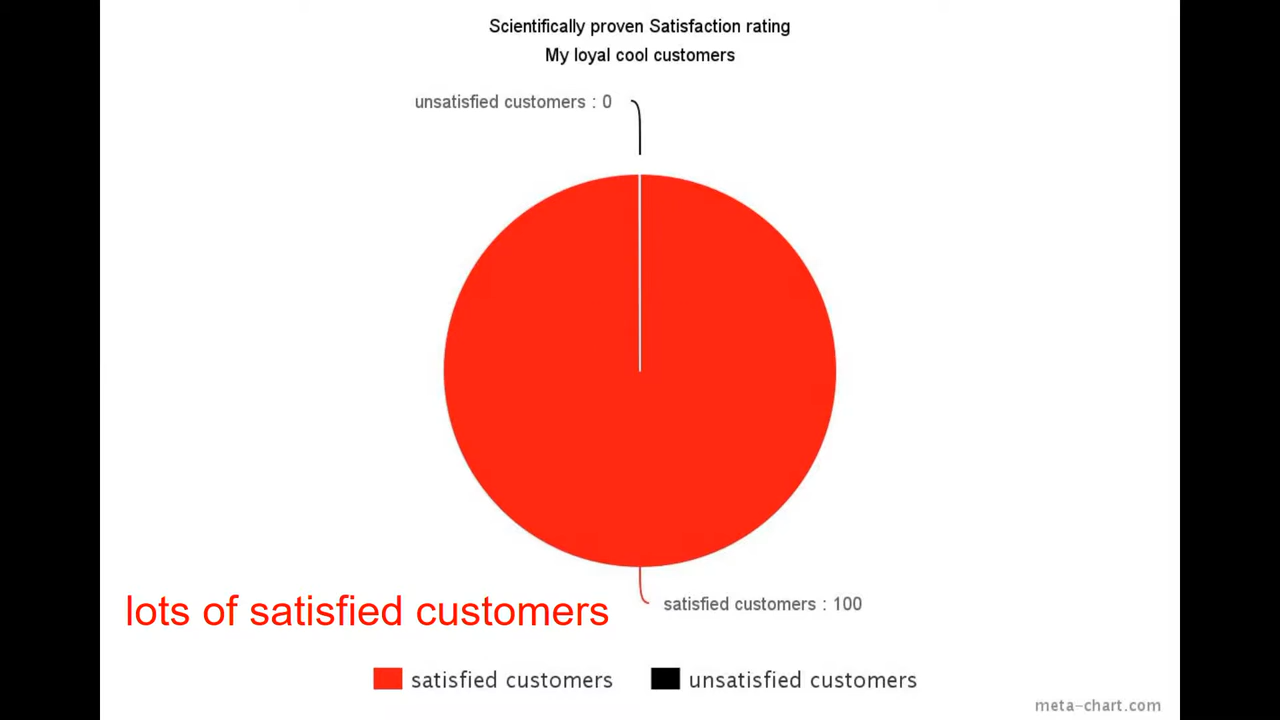 Scientifically proven Satisfaction rating
My loyal cool customers
unsatisfied customers : 0
satisfied customers : 100
lots of satisfied customers
satisfied customers
unsatisfied customers
meta-chart.com